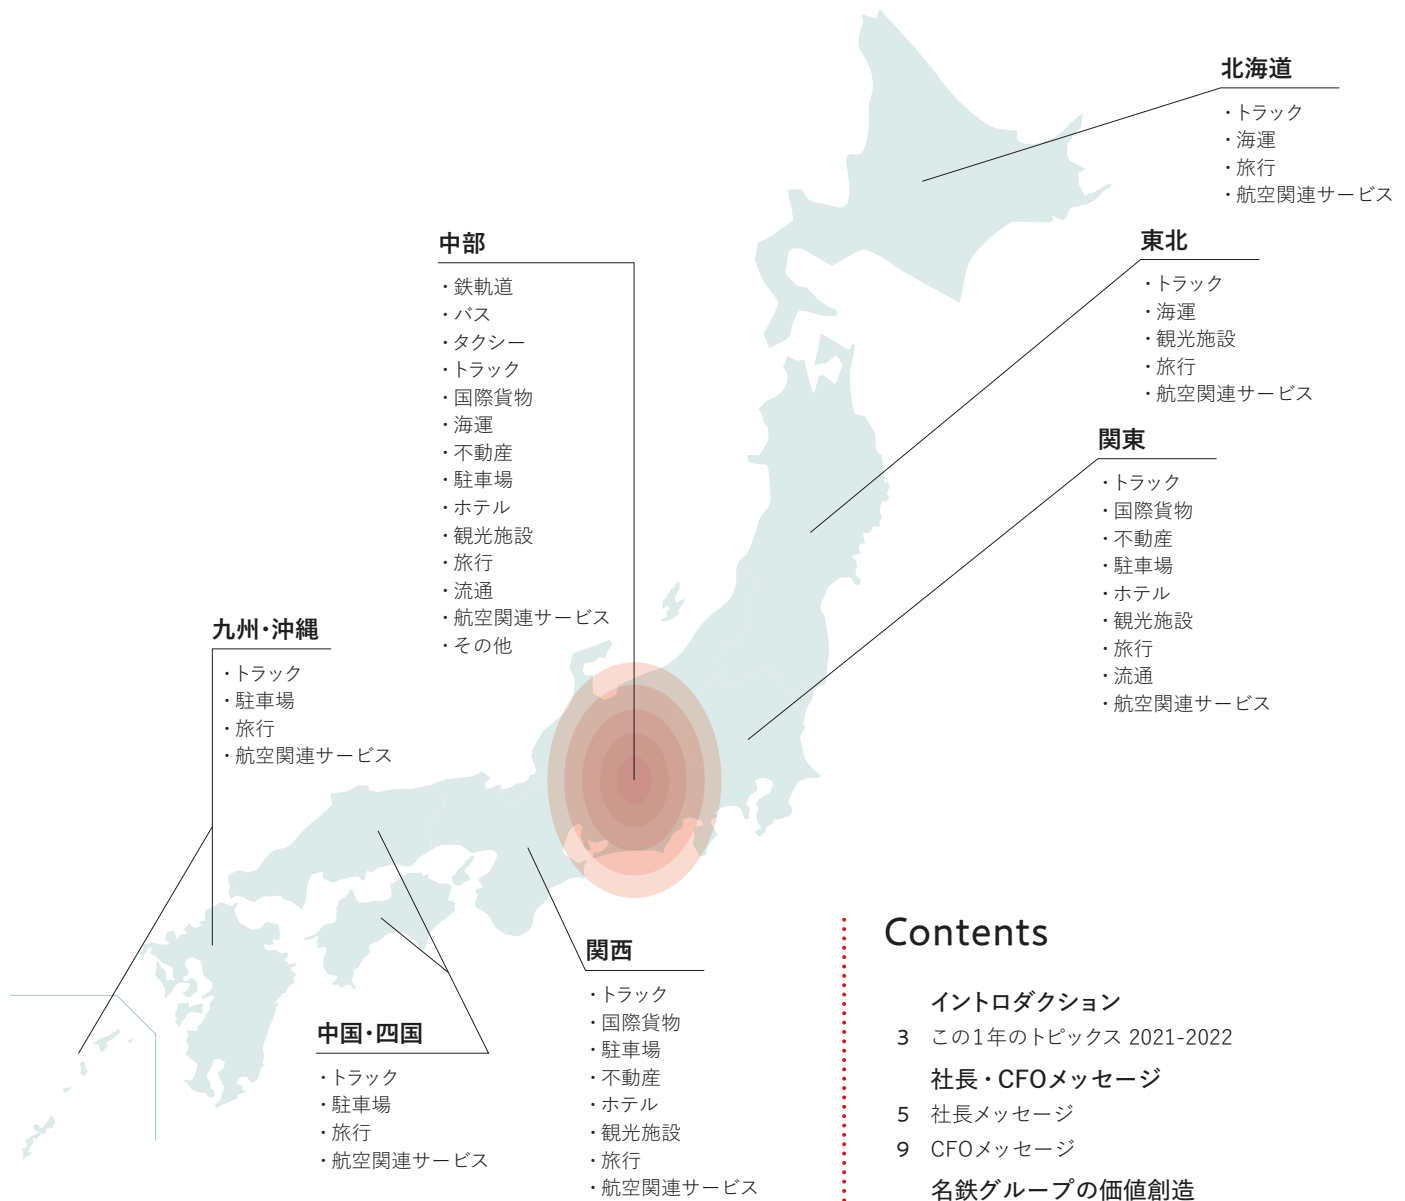 北海道
・トラック
・海運
・旅行
・航空関連サービス
東北
・トラック
・海運
・観光施設
・旅行
・航空関連サービス
中部
・鉄軌道
・バス
・タクシー
・トラック
・国際貨物
・海運
・不動産
・駐車場
・ホテル
・観光施設
・旅行
・流通
・航空関連サービス
・その他
関東
・トラック
・国際貨物
・不動産
・駐車場
・ホテル
・観光施設
・旅行
・流通
・航空関連サービス
九州・沖縄
・トラック
・駐車場
・旅行
・航空関連サービス
中国・四国
・トラック
・駐車場
・旅行
・航空関連サービス
関西
・トラック
・国際貨物
・駐車場
・不動産
・ホテル
・観光施設
・旅行
・航空関連サービス
Contents
イントロダクション
3 この1年のトピックス 2021-2022
社長・CFOメッセージ
5 社長メッセージ
9 CFOメッセージ
名鉄グループの価値創造